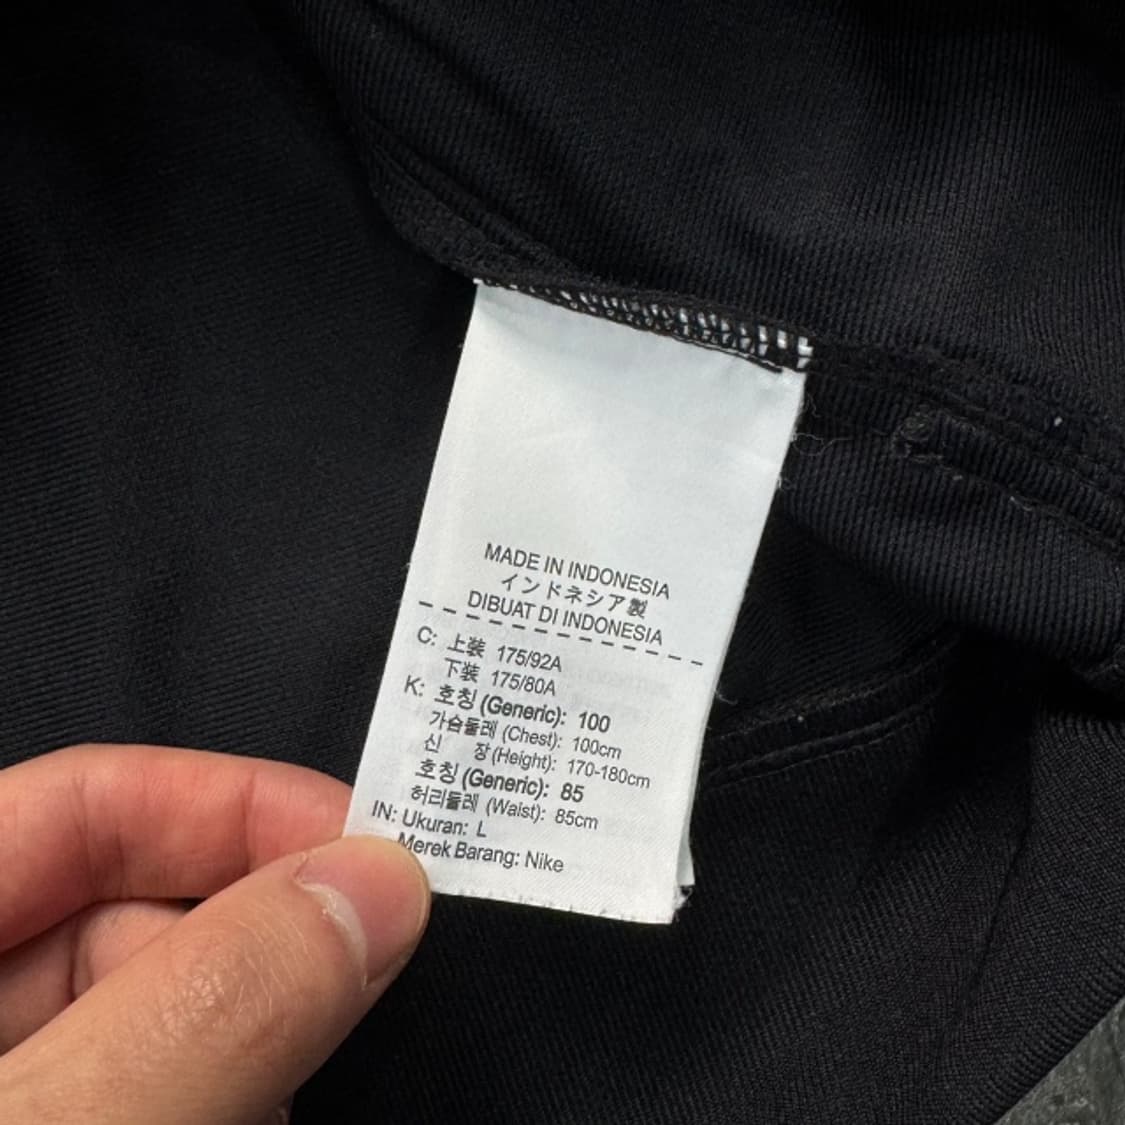 MADE IN INDONESIA
インドネシア製
DIBUAT DI INDONESIA
C: 上装 175/92A
下装 175/80A
K: 호칭 (Generic): 100
가슴둘레 (Chest): 100cm
신 장 (Height): 170-180cm
호칭 (Generic): 85
허리둘레 (Waist): 85cm
IN: Ukuran: L
Merek Barang: Nike